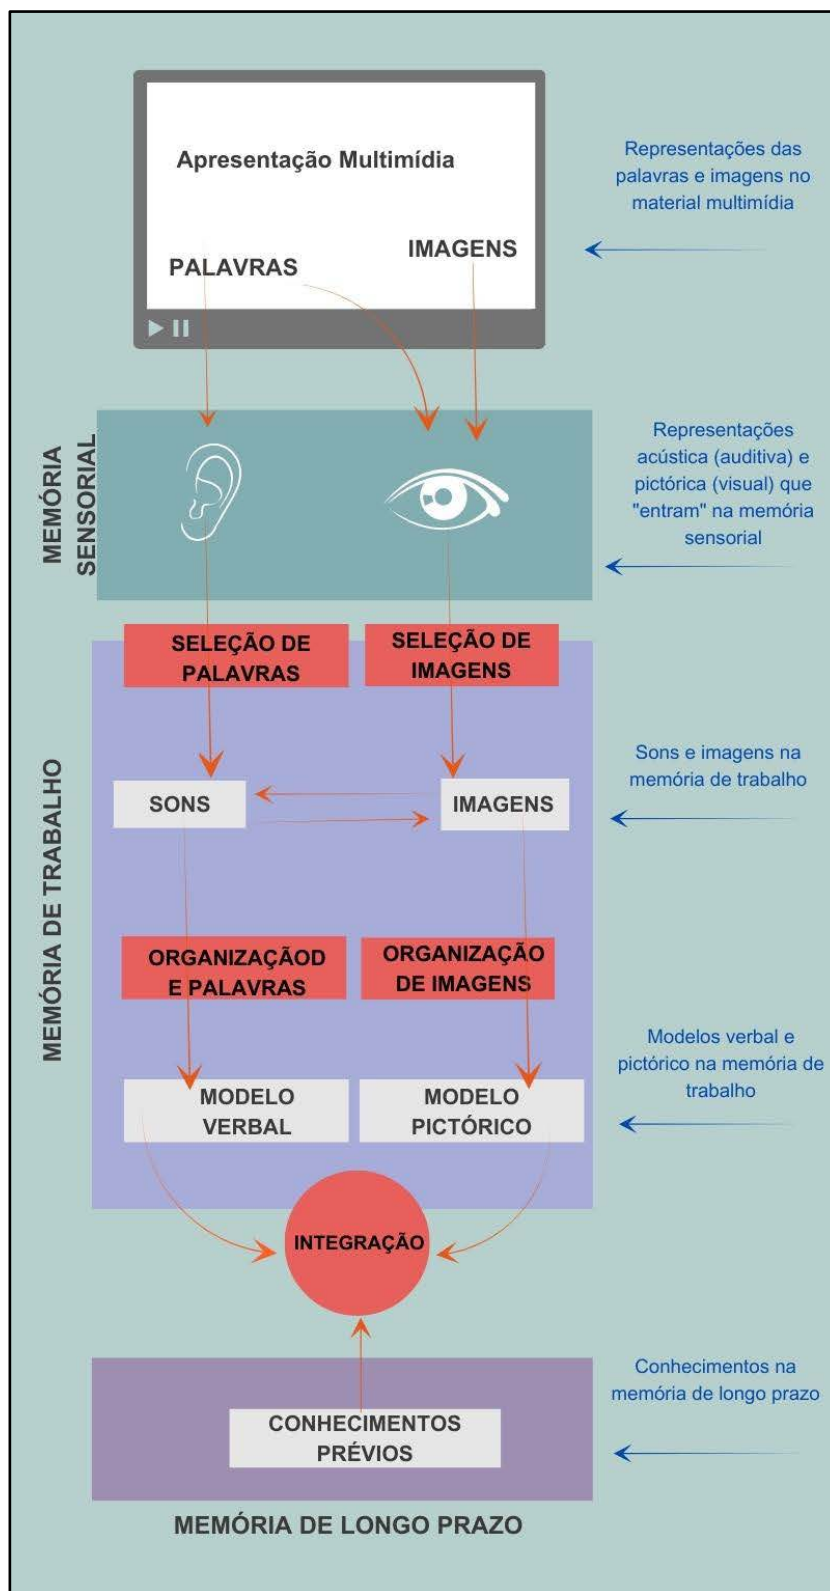 Apresentação Multimídia
PALAVRAS
IMAGENS
Representações das
palavras e imagens no
material multimídia
MEMÓRIA
SENSORIAL
Representações
acústica (auditiva) e
pictórica (visual) que
"entram" na memória
sensorial
MEMÓRIA DE TRABALHO
SELEÇÃO DE
PALAVRAS
SELEÇÃO DE
IMAGENS
SONS
IMAGENS
Sons e imagens na
memória de trabalho
ORGANIZAÇÃOD
E PALAVRAS
ORGANIZAÇÃO
DE IMAGENS
MODELO
VERBAL
MODELO
PICTÓRICO
Modelos verbal e
pictórico na memória de
trabalho
INTEGRAÇÃO
CONHECIMENTOS
PRÉVIOS
Conhecimentos na
memória de longo prazo
MEMÓRIA DE LONGO PRAZO